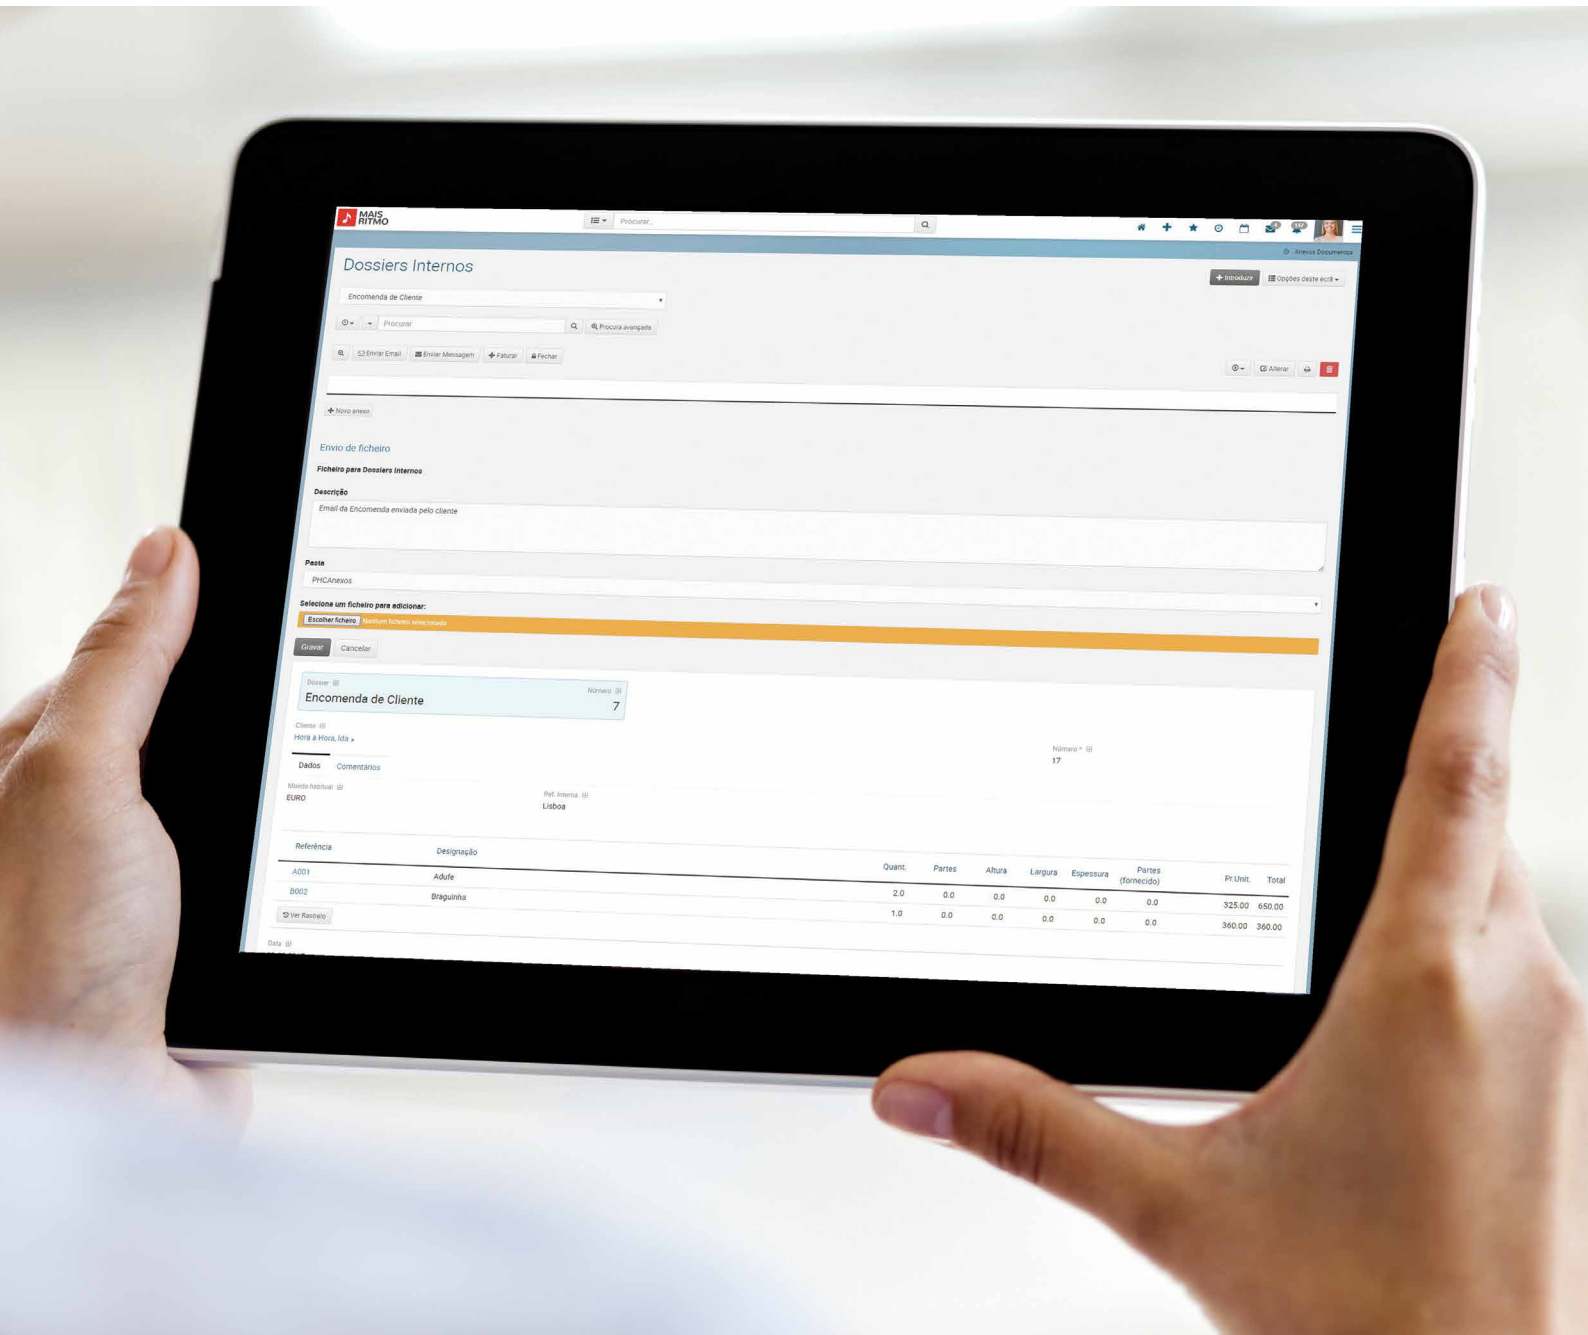 MAIS
RITMO
Procurar...
4
147
Anexos Documentos
Dossiers Internos
Introduzir
Opções deste ecrã
Encomenda de Cliente
Procurar
Procura avançada
Enviar Email
Enviar Mensagem
Faturar
Fechar
Alterar
Novo anexo
Envio de ficheiro
Ficheiro para Dossiers Internos
Descrição
Email da Encomenda enviada pelo cliente
Pasta
PHCAnexos
Selecione um ficheiro para adicionar:
Escolher ficheiro Nenhum ficheiro selecionado
Gravar Cancelar
Dossier Número
Encomenda de Cliente 7
Cliente
Hora a Hora, lda »
Número *
17
Dados Comentários
Moeda habitual Ref. Interna
EURO Lisboa
Referência Designação Quant. Partes Altura Largura Espessura Partes (fornecido) Pr.Unit. Total
A001 Adufe 2.0 0.0 0.0 0.0 0.0 0.0 325.00 650.00
B002 Braguinha 1.0 0.0 0.0 0.0 0.0 0.0 360.00 360.00
Ver Rastreio
Data